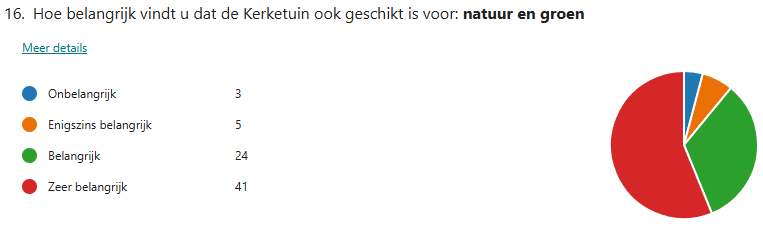 16. Hoe belangrijk vindt u dat de Kerketuin ook geschikt is voor: natuur en groen
Meer details
Onbelangrijk 3
Enigszins belangrijk 5
Belangrijk 24
Zeer belangrijk 41